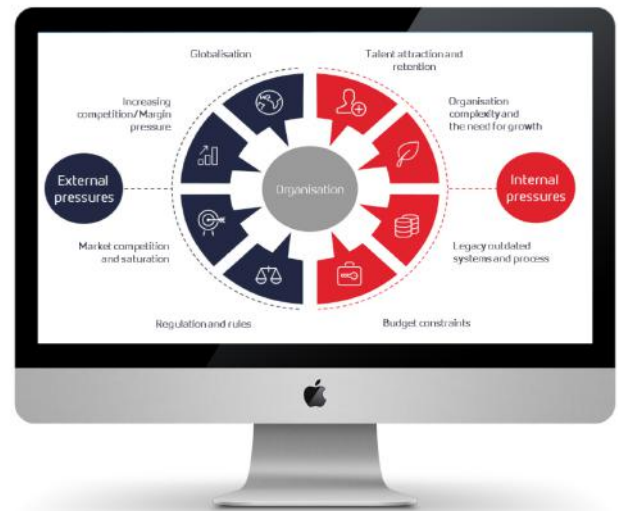 Globalisation
Talent attraction and
retention
Increasing
competition/Margin
pressure
Organisation
complexity and
the need for growth
External
pressures
Organisation
Internal
pressures
Market competition
and saturation
Legacy outdated
systems and process
Regulation and rules
Budget constraints